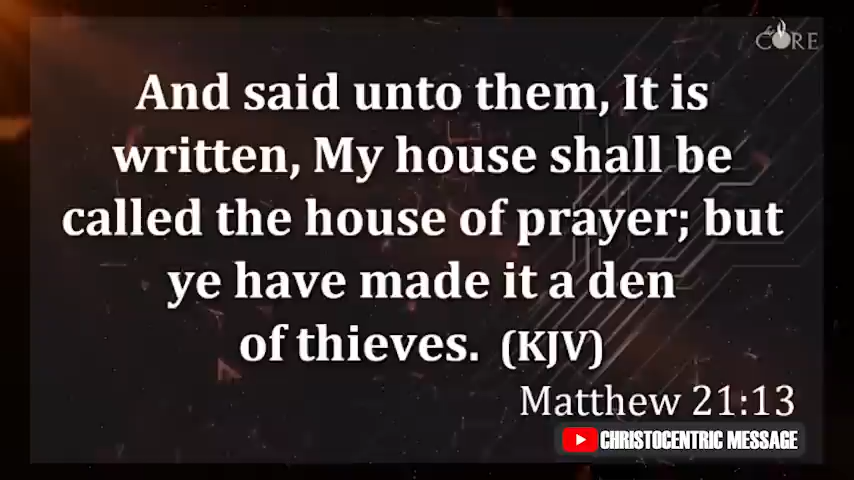 CORE
And said unto them, It is
written, My house shall be
called the house of prayer; but
ye have made it a den
of thieves. (KJV)
Matthew 21:13
CHRISTOCENTRIC MESSAGE